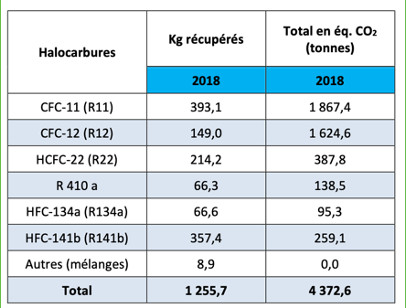 Halocarbures Kg récupérés Total en éq. CO₂ (tonnes)
2018 2018
CFC-11 (R11) 393,1 1 867,4
CFC-12 (R12) 149,0 1 624,6
HCFC-22 (R22) 214,2 387,8
R 410 a 66,3 138,5
HFC-134a (R134a) 66,6 95,3
HFC-141b (R141b) 357,4 259,1
Autres (mélanges) 8,9 0,0
Total 1 255,7 4 372,6